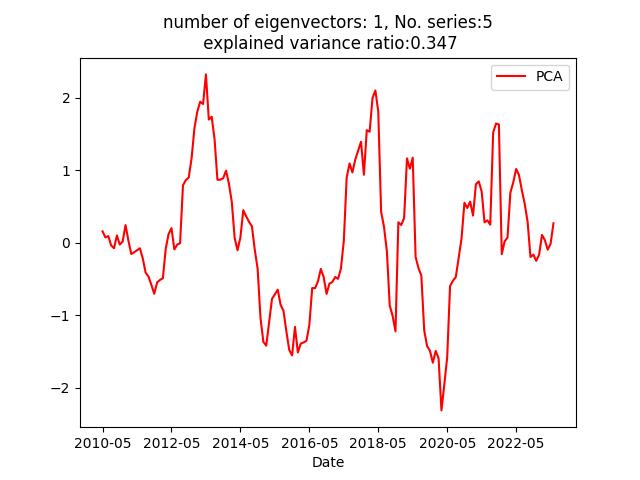 number of eigenvectors: 1, No. series:5
explained variance ratio:0.347
PCA
2
1
0
−1
−2
2010-05 2012-05 2014-05 2016-05 2018-05 2020-05 2022-05
Date